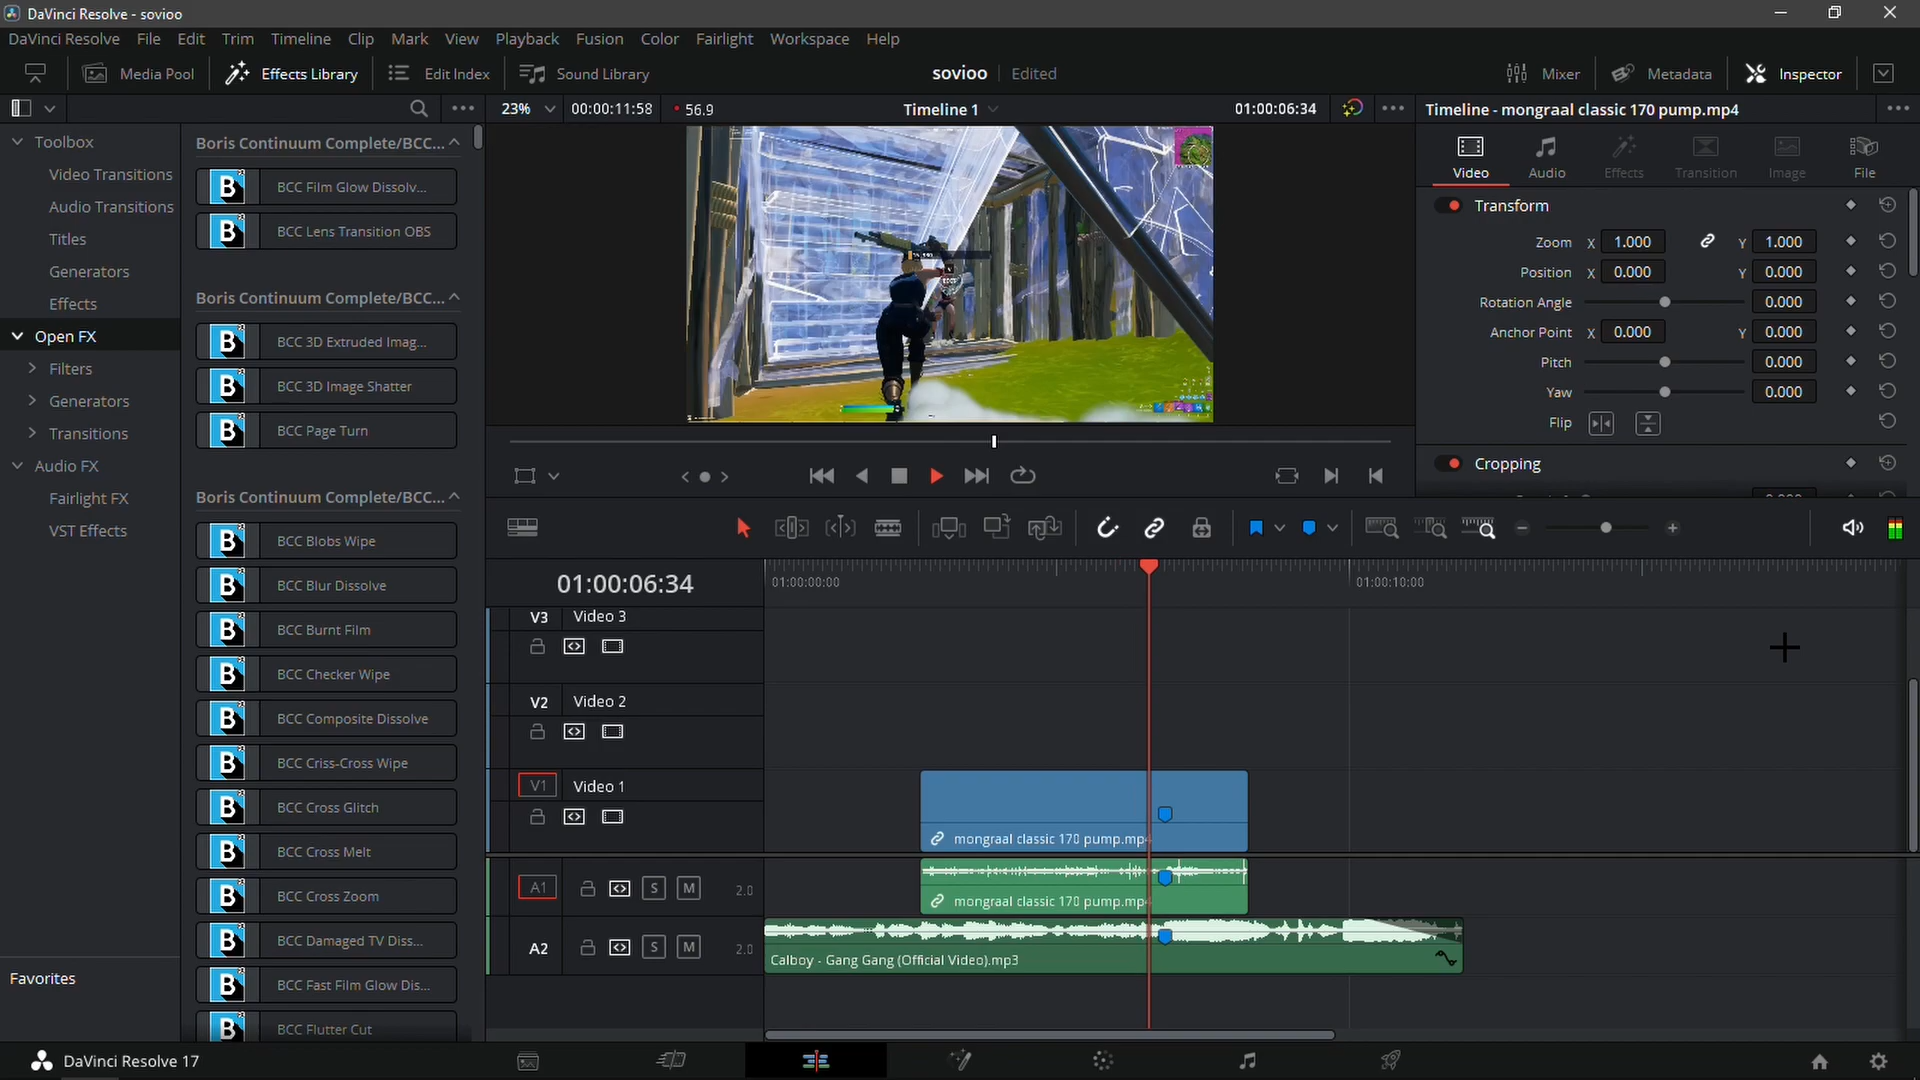 DaVinci Resolve - sovioo
DaVinci Resolve File Edit Trim Timeline Clip Mark View Playback Fusion Color Fairlight Workspace Help
Media Pool Effects Library Edit Index Sound Library sovioo Edited Mixer Metadata Inspector
23% 00:00:11:58 56.9 Timeline 1 01:00:06:34 Timeline - mongraal classic 170 pump.mp4
Toolbox
Video Transitions
Audio Transitions
Titles
Generators
Effects
Open FX
Filters
Generators
Transitions
Audio FX
Fairlight FX
VST Effects
Favorites
Boris Continuum Complete/BCC...
BCC Film Glow Dissolv...
BCC Lens Transition OBS
Boris Continuum Complete/BCC...
BCC 3D Extruded Imag...
BCC 3D Image Shatter
BCC Page Turn
Boris Continuum Complete/BCC...
BCC Blobs Wipe
BCC Blur Dissolve
BCC Burnt Film
BCC Checker Wipe
BCC Composite Dissolve
BCC Criss-Cross Wipe
BCC Cross Glitch
BCC Cross Melt
BCC Cross Zoom
BCC Damaged TV Diss...
BCC Fast Film Glow Dis...
BCC Flutter Cut
Video Audio Effects Transition Image File
Transform
Zoom X 1.000 Y 1.000
Position X 0.000 Y 0.000
Rotation Angle 0.000
Anchor Point X 0.000 Y 0.000
Pitch 0.000
Yaw 0.000
Flip
Cropping
01:00:06:34 01:00:00:00 01:00:10:00
V3 Video 3
V2 Video 2
V1 Video 1
mongraal classic 170 pump.mp4
A1 S M 2.0
mongraal classic 170 pump.mp4
A2 S M 2.0
Calboy - Gang Gang (Official Video).mp3
DaVinci Resolve 17